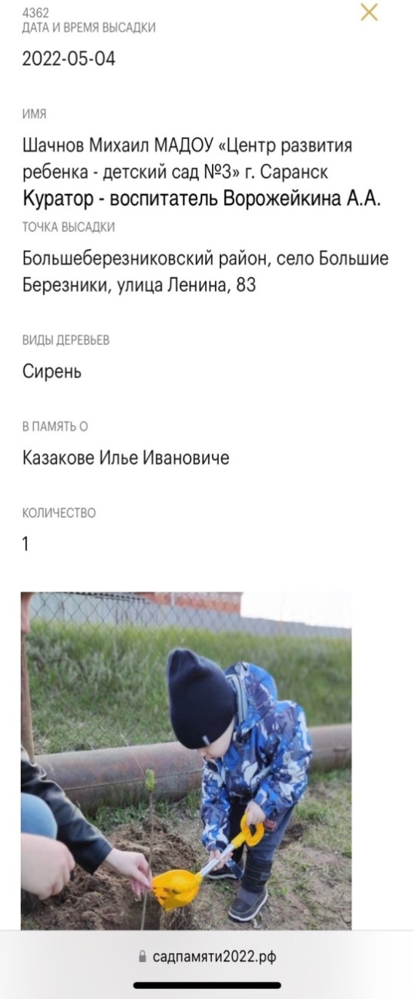 4362
ДАТА И ВРЕМЯ ВЫСАДКИ
2022-05-04
ИМЯ
Шачнов Михаил МАДОУ «Центр развития
ребенка - детский сад №3» г. Саранск
Куратор - воспитатель Ворожейкина А.А.
ТОЧКА ВЫСАДКИ
Большеберезниковский район, село Большие
Березники, улица Ленина, 83
ВИДЫ ДЕРЕВЬЕВ
Сирень
В ПАМЯТЬ О
Казакове Илье Ивановиче
КОЛИЧЕСТВО
1
садпамяти2022.рф